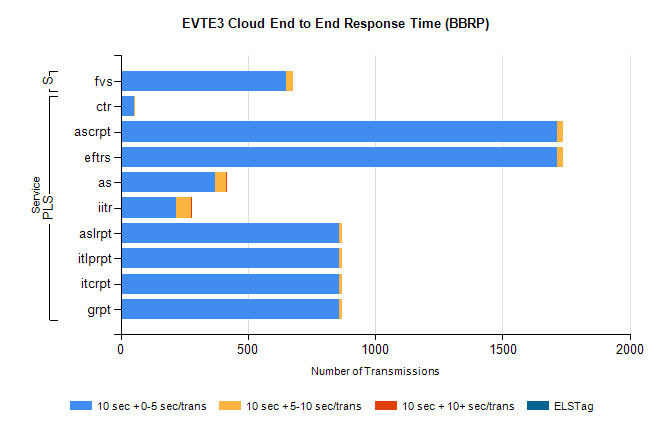 EVTE3 Cloud End to End Response Time (BBRP)
fvs
ctr
ascrpt
eftrs
as
iitr
aslrpt
itlprpt
itcrpt
grpt
Service
PLS
0
500
1000
1500
2000
Number of Transmissions
10 sec +0-5 sec/trans
10 sec +5-10 sec/trans
10 sec + 10+ sec/trans
ELSTag